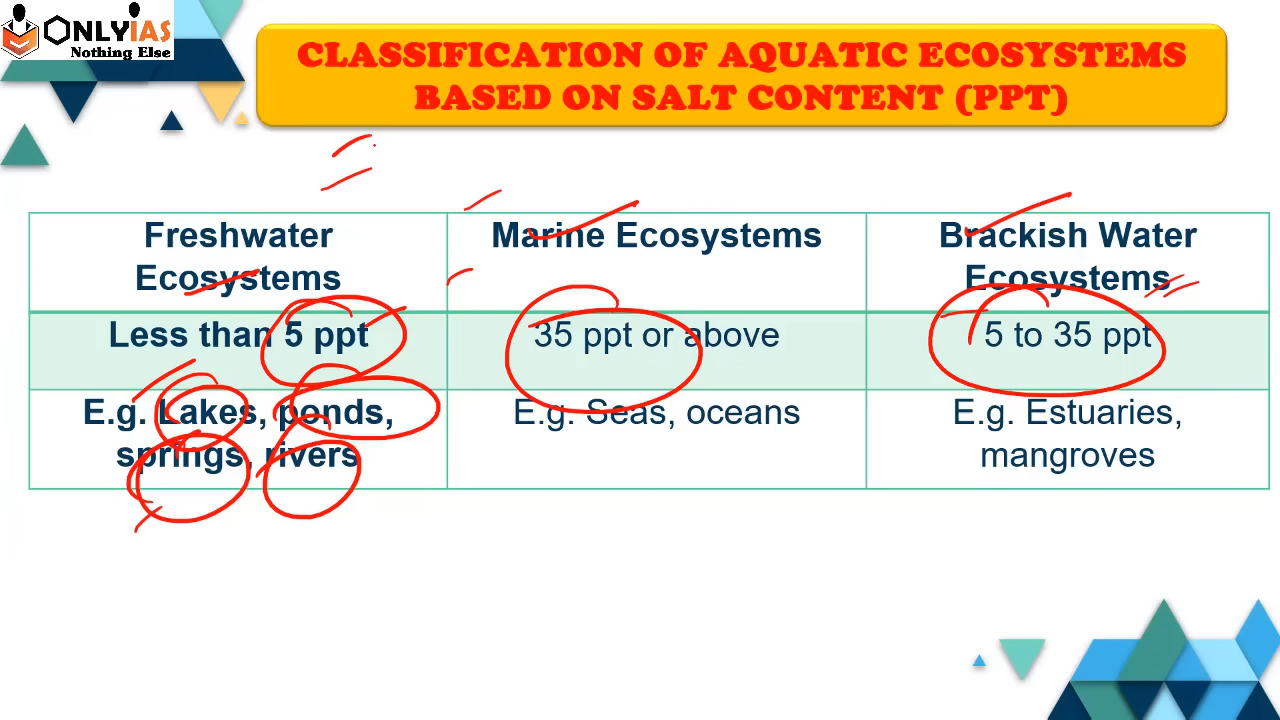 ONLYIAS
Nothing Else
CLASSIFICATION OF AQUATIC ECOSYSTEMS
BASED ON SALT CONTENT (PPT)
Freshwater
Ecosystems
Marine Ecosystems
Brackish Water
Ecosystems
Less than 5 ppt
35 ppt or above
5 to 35 ppt
E.g. Lakes, ponds,
springs, rivers
E.g. Seas, oceans
E.g. Estuaries,
mangroves